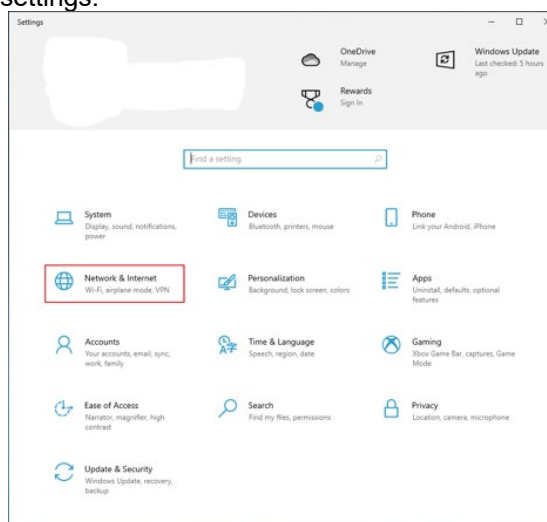 settings.
Settings
OneDrive
Manage
Windows Update
Last checked: 5 hours
ago
Rewards
Sign In
Find a setting
System
Display, sound, notifications,
power
Devices
Bluetooth, printers, mouse
Phone
Link your Android, iPhone
Network & Internet
Wi-Fi, airplane mode, VPN
Personalization
Background, lock screen, colors
Apps
Uninstall, defaults, optional
features
Accounts
Your accounts, email, sync,
work, family
Time & Language
Speech, region, date
Gaming
Xbox Game Bar, captures, Game
Mode
Ease of Access
Narrator, magnifier, high
contrast
Search
Find my files, permissions
Privacy
Location, camera, microphone
Update & Security
Windows Update, recovery,
backup